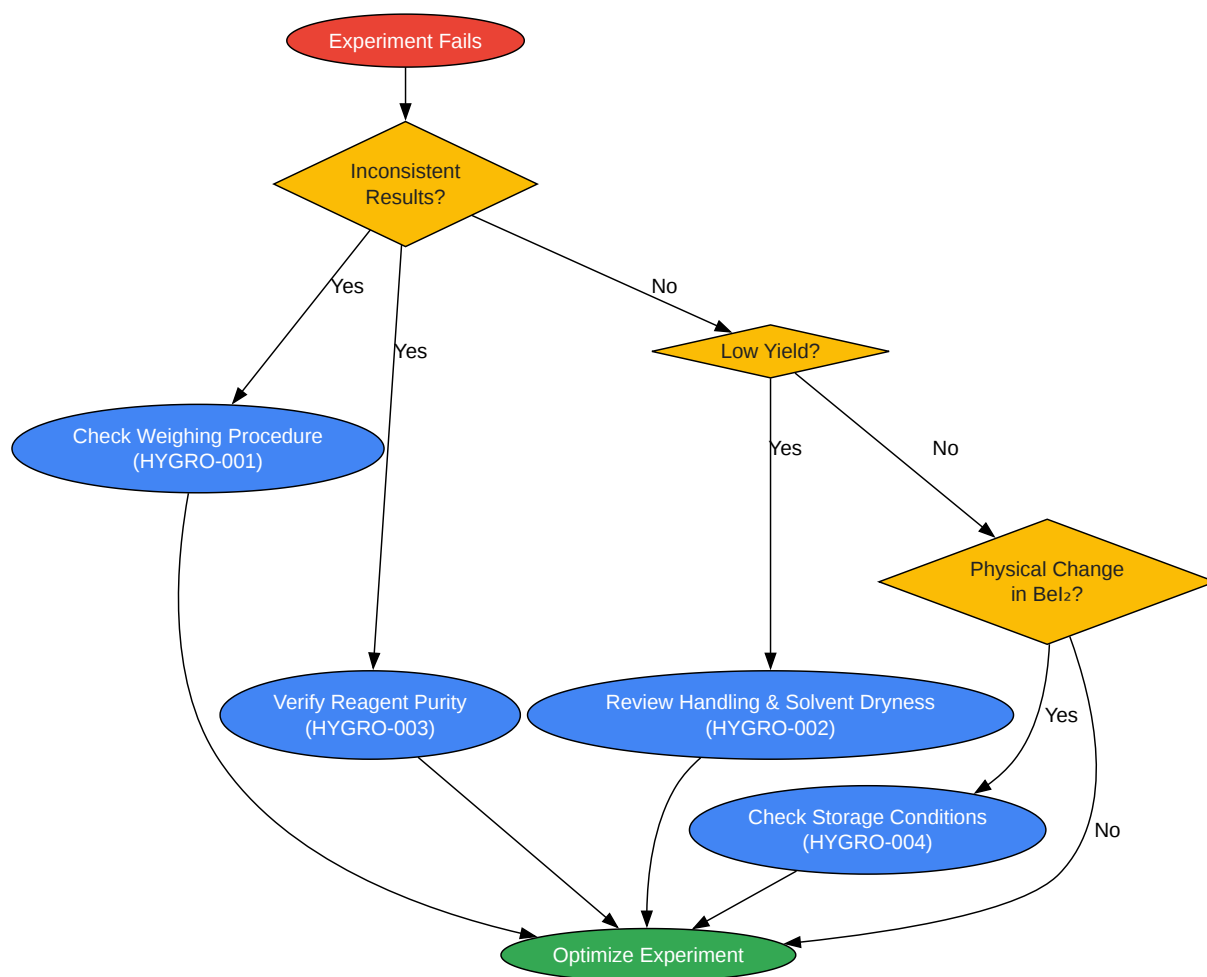 Experiment Fails
Inconsistent
Results?
Yes
No
Yes
Low Yield?
Check Weighing Procedure
(HYGRO-001)
Yes
No
Physical Change
in BeI₂?
Verify Reagent Purity
(HYGRO-003)
Review Handling & Solvent Dryness
(HYGRO-002)
Yes
Check Storage Conditions
(HYGRO-004)
No
Optimize Experiment